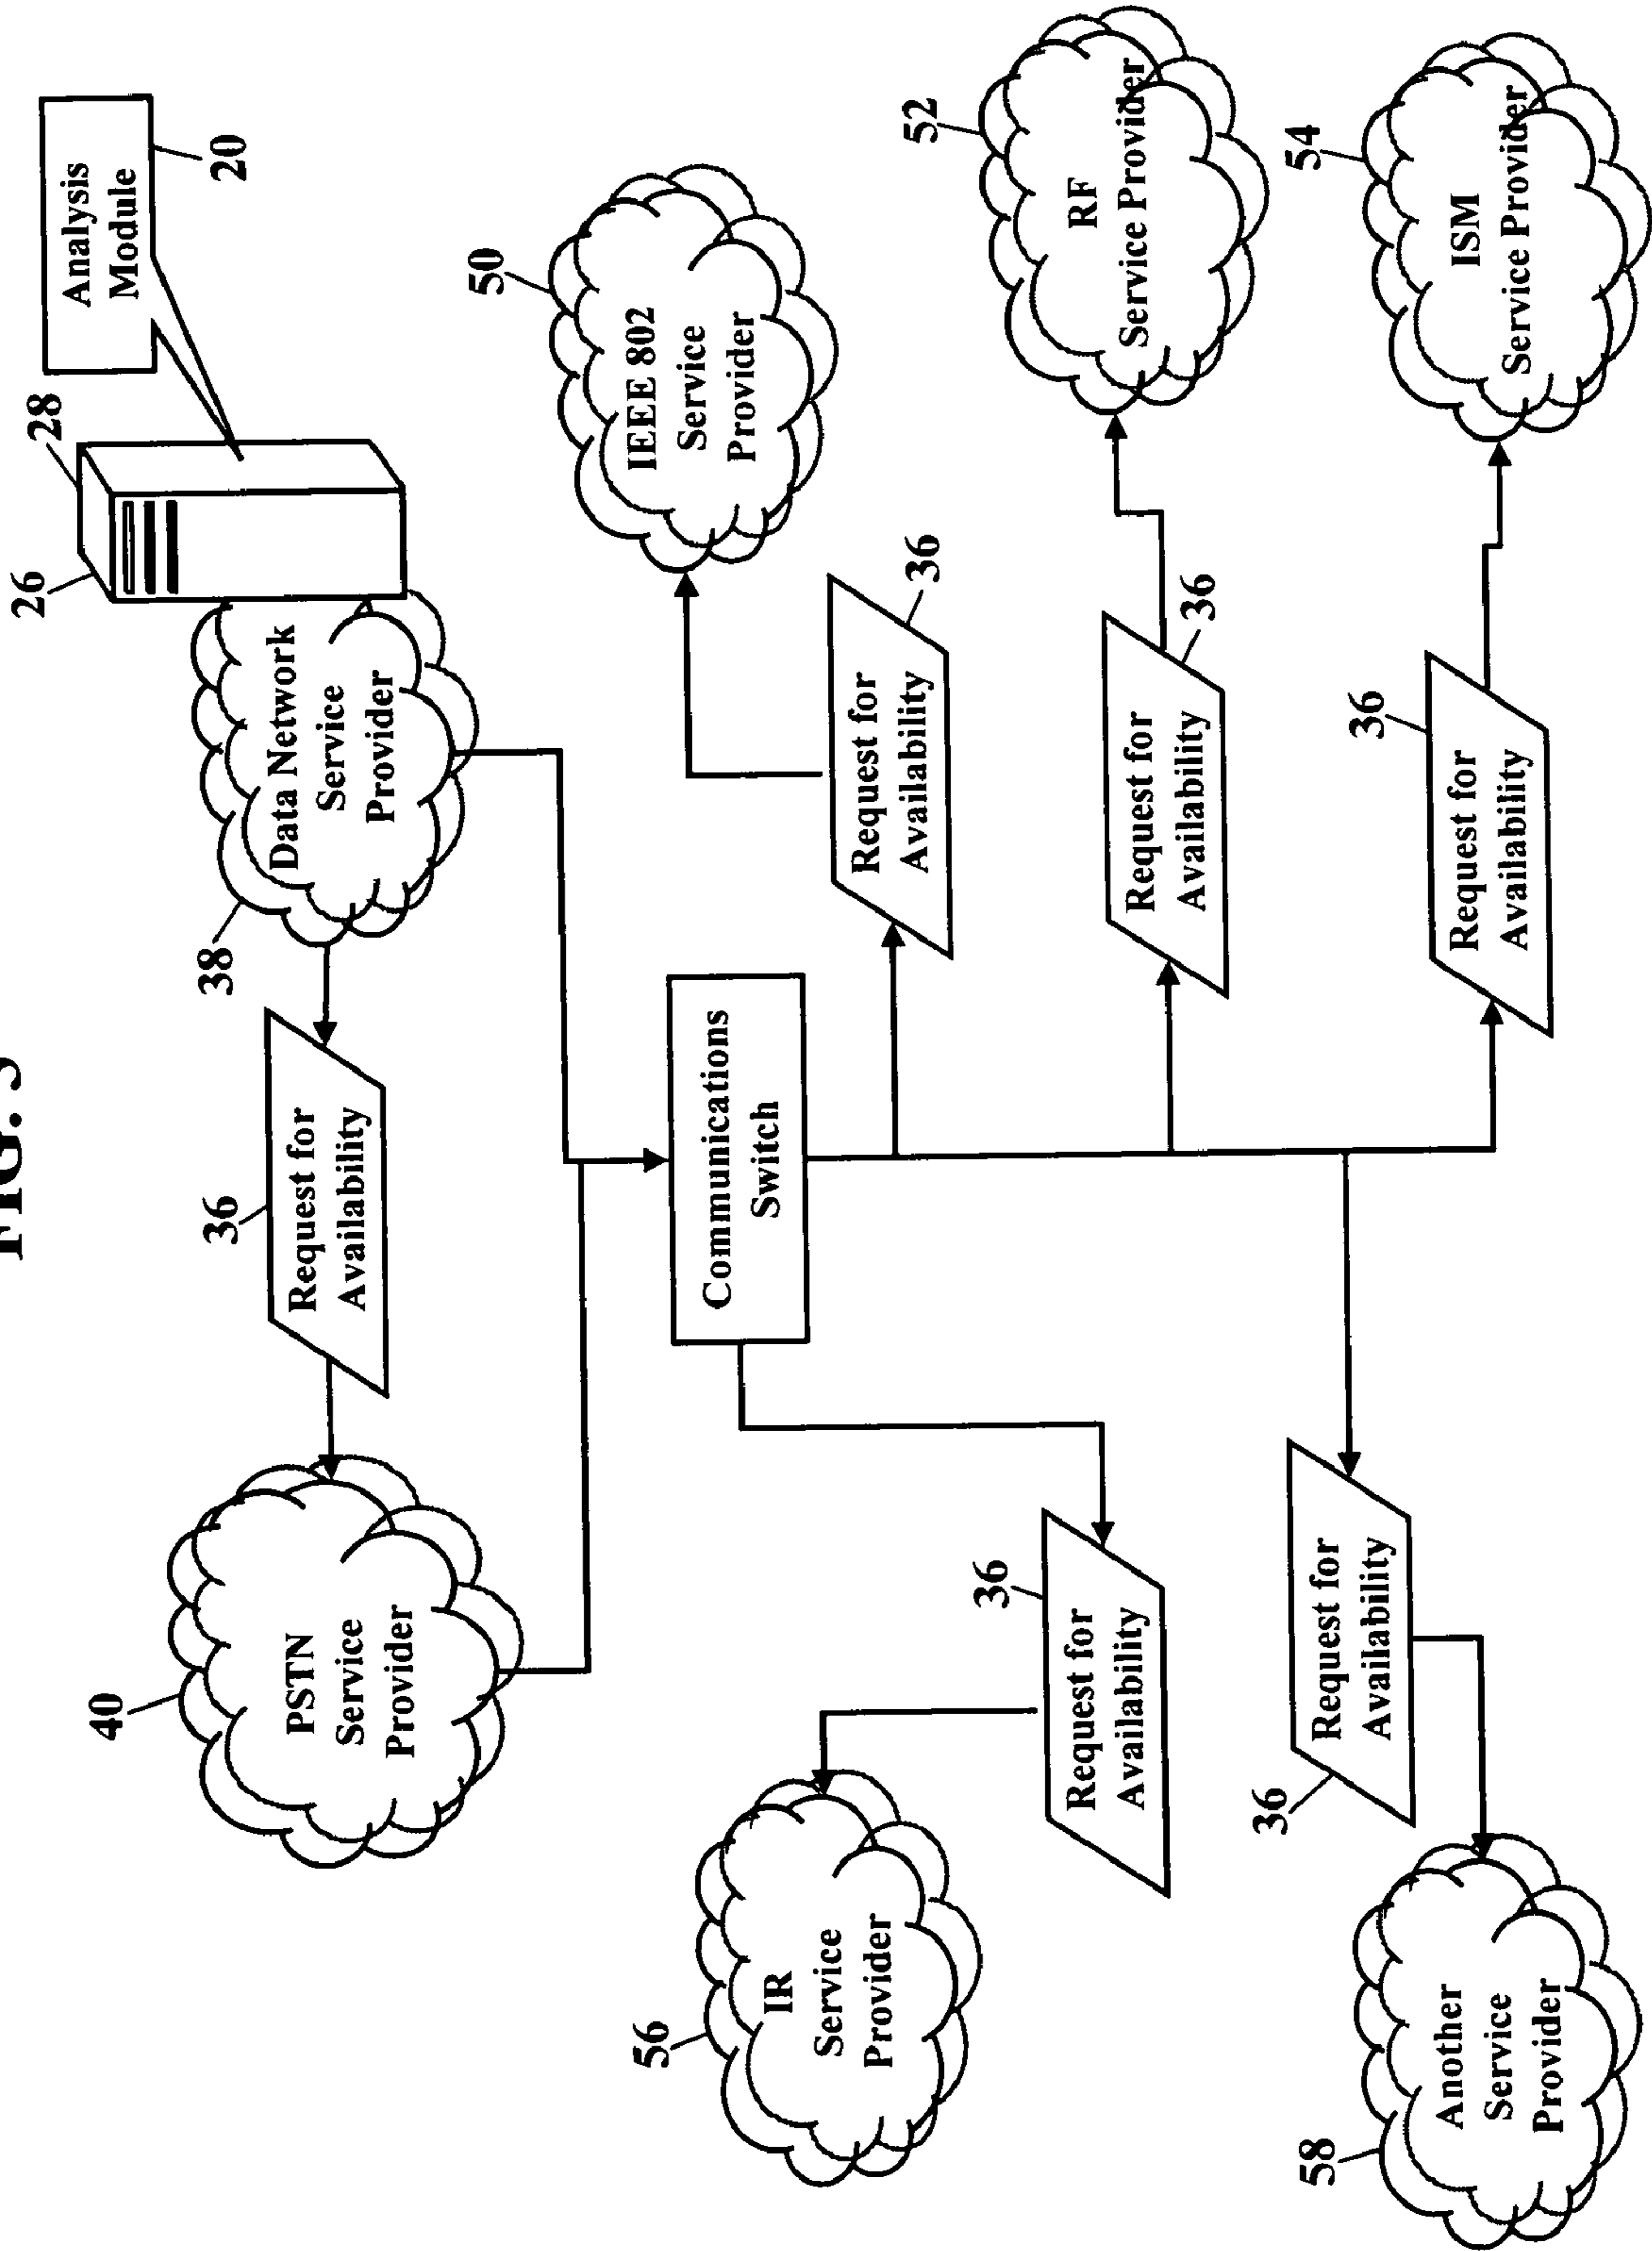 FIG. 3
Analysis
Module
20
26
28
38
Data Network
Service
Provider
36
Request for
Availability
40
PSTN
Service
Provider
Communications
Switch
50
IEEE 802
Service
Provider
36
Request for
Availability
52
RF
Service Provider
36
Request for
Availability
54
ISM
Service Provider
36
Request for
Availability
56
IR
Service
Provider
36
Request for
Availability
58
Another
Service
Provider
36
Request for
Availability